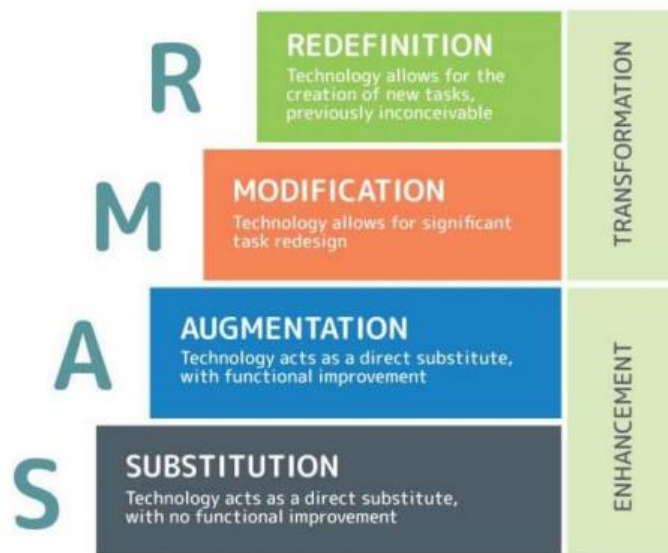 R
REDEFINITION
Technology allows for the
creation of new tasks,
previously inconceivable
TRANSFORMATION
M
MODIFICATION
Technology allows for significant
task redesign
A
AUGMENTATION
Technology acts as a direct substitute,
with functional improvement
ENHANCEMENT
S
SUBSTITUTION
Technology acts as a direct substitute,
with no functional improvement